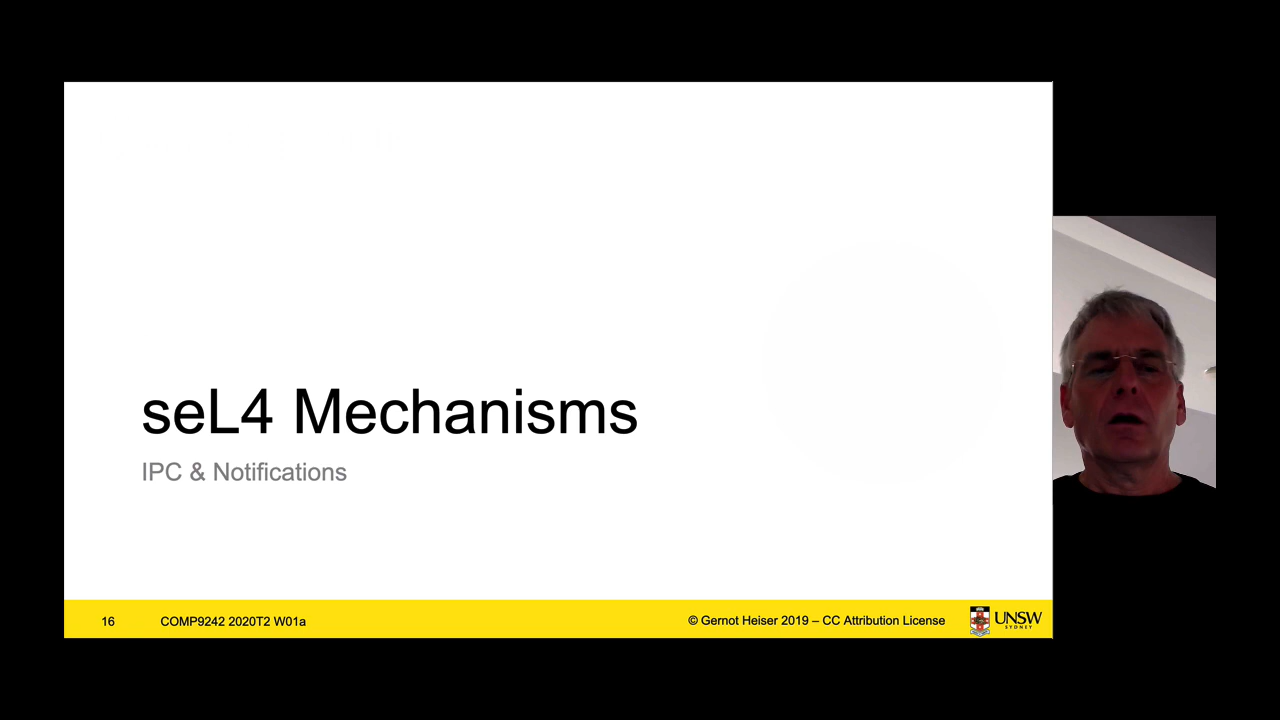 seL4 Mechanisms
IPC & Notifications
16 COMP9242 2020T2 W01a © Gernot Heiser 2019 – CC Attribution License UNSW
SYDNEY